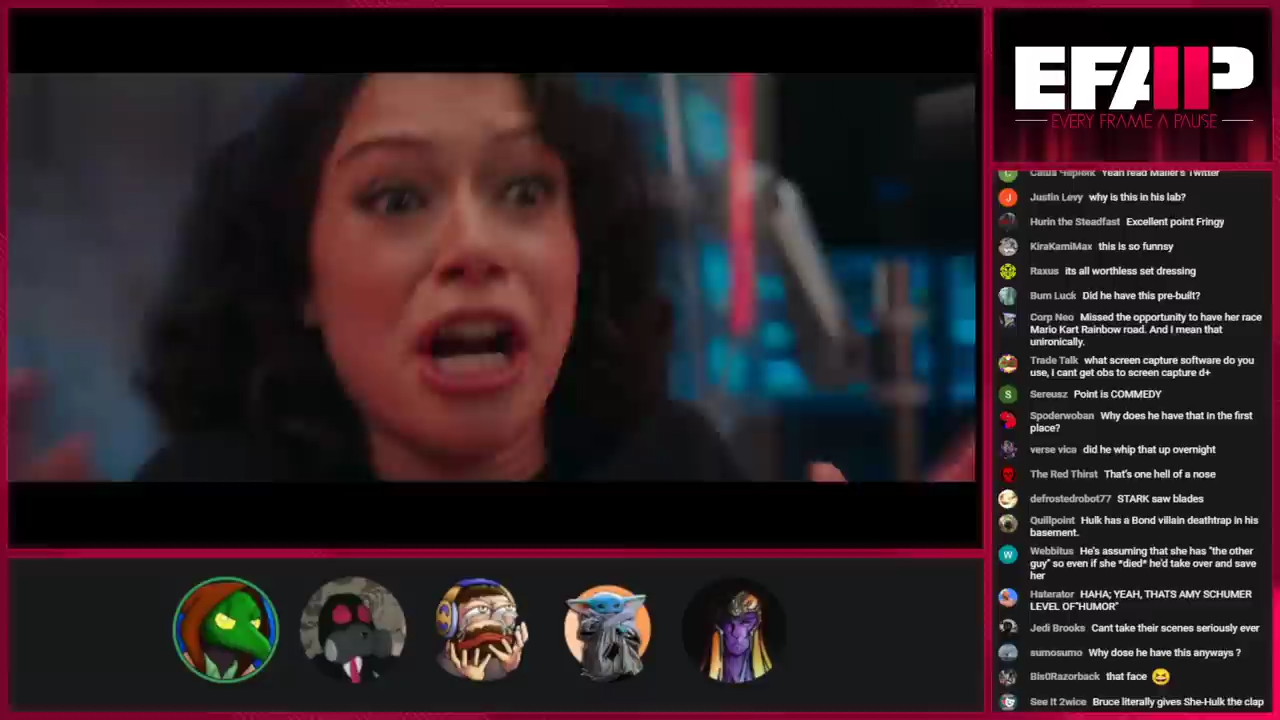 EFAP
EVERY FRAME A PAUSE
Yeah read Mauler's Twitter
Justin Levy why is this in his lab?
Hurin the Steadfast Excellent point Fringy
KiraKamiMax this is so funnsy
Raxus its all worthless set dressing
Bum Luck Did he have this pre-built?
Corp Neo Missed the opportunity to have her race
Mario Kart Rainbow road. And I mean that
unironically.
Trade Talk what screen capture software do you
use, i cant get obs to screen capture d+
S Sereusz Point is COMMEDY
Spoderwoban Why does he have that in the first
place?
verse vica did he whip that up overnight
The Red Thirst That's one hell of a nose
defrostedrobot77 STARK saw blades
Quillpoint Hulk has a Bond villain deathtrap in his
basement.
W Webbitus He's assuming that she has "the other
guy" so even if she *died* he'd take over and save
her
Haterator HAHA; YEAH, THATS AMY SCHUMER
LEVEL OF"HUMOR"
Jedi Brooks Cant take their scenes seriously ever
sumosumo Why dose he have this anyways ?
Bis0Razorback that face 😆
See It 2wice Bruce literally gives She-Hulk the clap